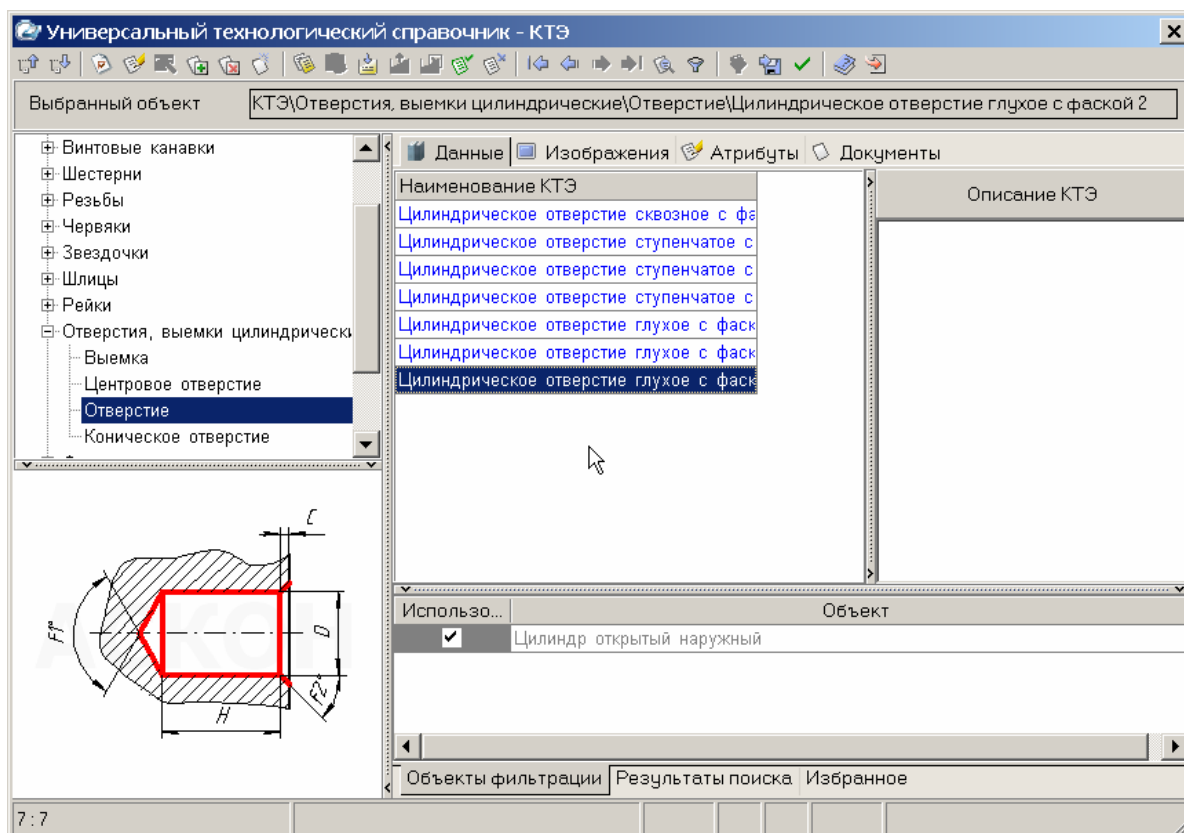 Универсальный технологический справочник - КТЭ
Выбранный объект
КТЭ\Отверстия, выемки цилиндрические\Отверстие\Цилиндрическое отверстие глухое с фаской 2
Винтовые канавки
Шестерни
Резьбы
Червяки
Звездочки
Шлицы
Рейки
Отверстия, выемки цилиндрически
Выемка
Центровое отверстие
Отверстие
Коническое отверстие
Данные
Изображения
Атрибуты
Документы
Наименование КТЭ
Цилиндрическое отверстие сквозное с фа
Цилиндрическое отверстие ступенчатое с
Цилиндрическое отверстие ступенчатое с
Цилиндрическое отверстие ступенчатое с
Цилиндрическое отверстие глухое с фаск
Цилиндрическое отверстие глухое с фаск
Цилиндрическое отверстие глухое с фаск
Описание КТЭ
C
F1°
D
F2°
H
АСКОН
Использо...
Объект
Цилиндр открытый наружный
Объекты фильтрации
Результаты поиска
Избранное
7 : 7